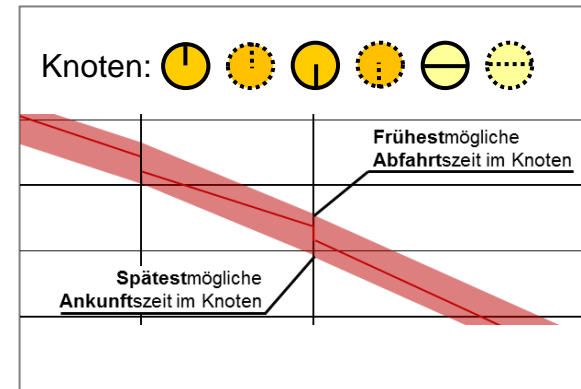 Knoten:
Frühestmögliche
Abfahrtszeit im Knoten
Spätestmögliche
Ankunftszeit im Knoten